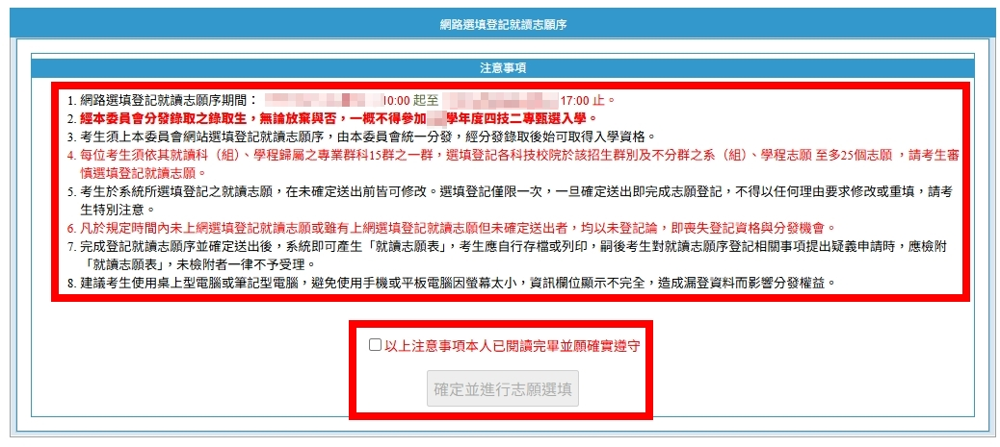 網路選填登記就讀志願序
注意事項
1. 網路選填登記就讀志願序期間： 10:00 起至 17:00 止。
2. 經本委員會分發錄取之錄取生，無論放棄與否，一概不得參加 學年度四技二專甄選入學。
3. 考生須上本委員會網站選填登記就讀志願序，由本委員會統一分發，經分發錄取後始可取得入學資格。
4. 每位考生須依其就讀科（組）、學程歸屬之專業群科15群之一群，選填登記各科技校院於該招生群別及不分群之系（組）、學程志願 至多25個志願 ，請考生審
慎選填登記就讀志願。
5. 考生於系統所選填登記之就讀志願，在未確定送出前皆可修改。選填登記僅限一次，一旦確定送出即完成志願登記，不得以任何理由要求修改或重填，請考
生特別注意。
6. 凡於規定時間內未上網選填登記就讀志願或雖有上網選填登記就讀志願但未確定送出者，均以未登記論，即喪失登記資格與分發機會。
7. 完成登記就讀志願序並確定送出後，系統即可產生「就讀志願表」，考生應自行存檔或列印，嗣後考生對就讀志願序登記相關事項提出疑義申請時，應檢附
「就讀志願表」，未檢附者一律不予受理。
8. 建議考生使用桌上型電腦或筆記型電腦，避免使用手機或平板電腦因螢幕太小，資訊欄位顯示不完全，造成漏登資料而影響分發權益。
以上注意事項本人已閱讀完畢並願確實遵守
確定並進行志願選填